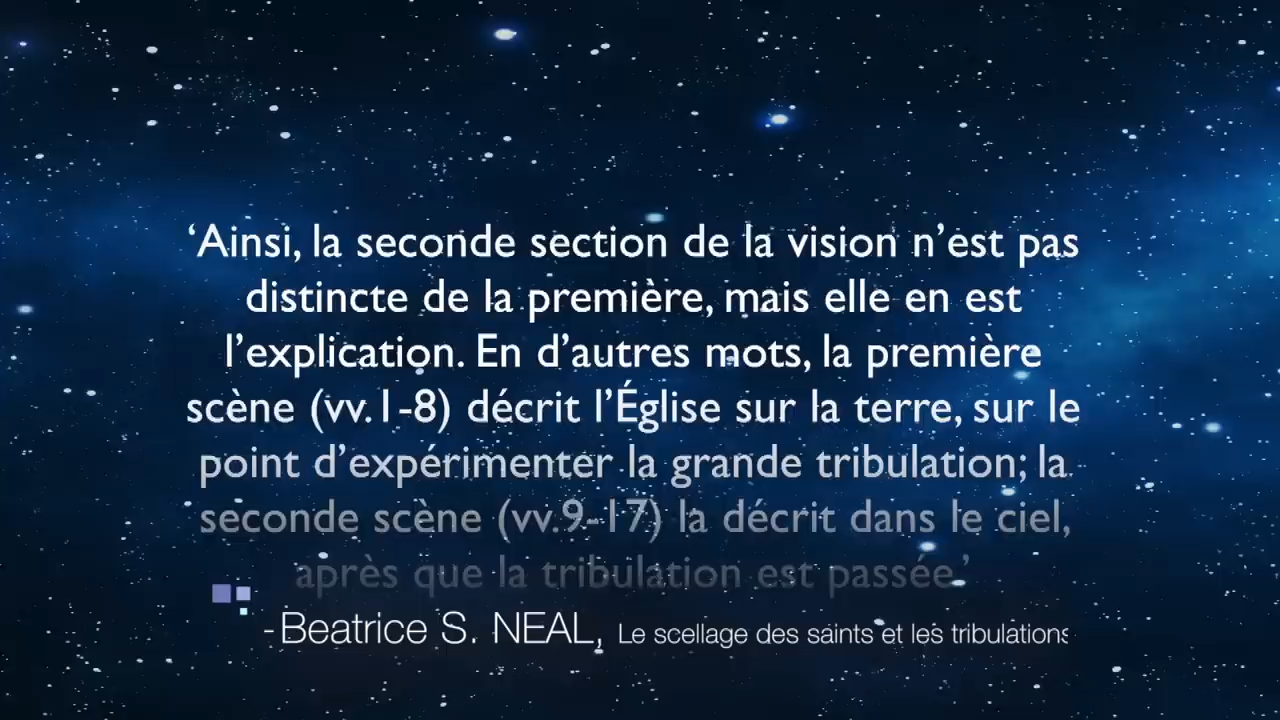 ‘Ainsi, la seconde section de la vision n’est pas
distincte de la première, mais elle en est
l’explication. En d’autres mots, la première
scène (vv.1-8) décrit l’Église sur la terre, sur le
point d’expérimenter la grande tribulation; la
seconde scène (vv.9-17) la décrit dans le ciel,
après que la tribulation est passée.’
- Beatrice S. NEAL, Le scellage des saints et les tribulations